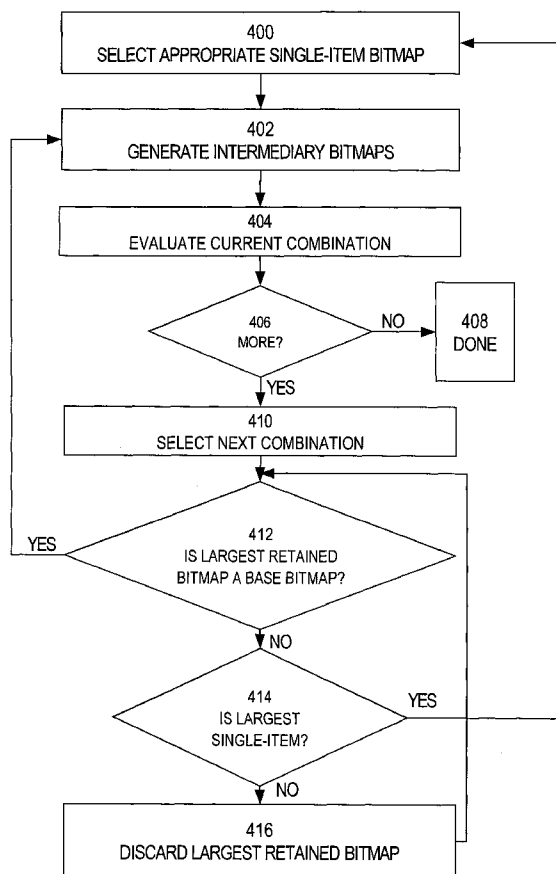 400
SELECT APPROPRIATE SINGLE-ITEM BITMAP
402
GENERATE INTERMEDIARY BITMAPS
404
EVALUATE CURRENT COMBINATION
406
MORE?
NO
408
DONE
YES
410
SELECT NEXT COMBINATION
YES
412
IS LARGEST RETAINED
BITMAP A BASE BITMAP?
NO
414
IS LARGEST
SINGLE-ITEM?
YES
NO
416
DISCARD LARGEST RETAINED BITMAP